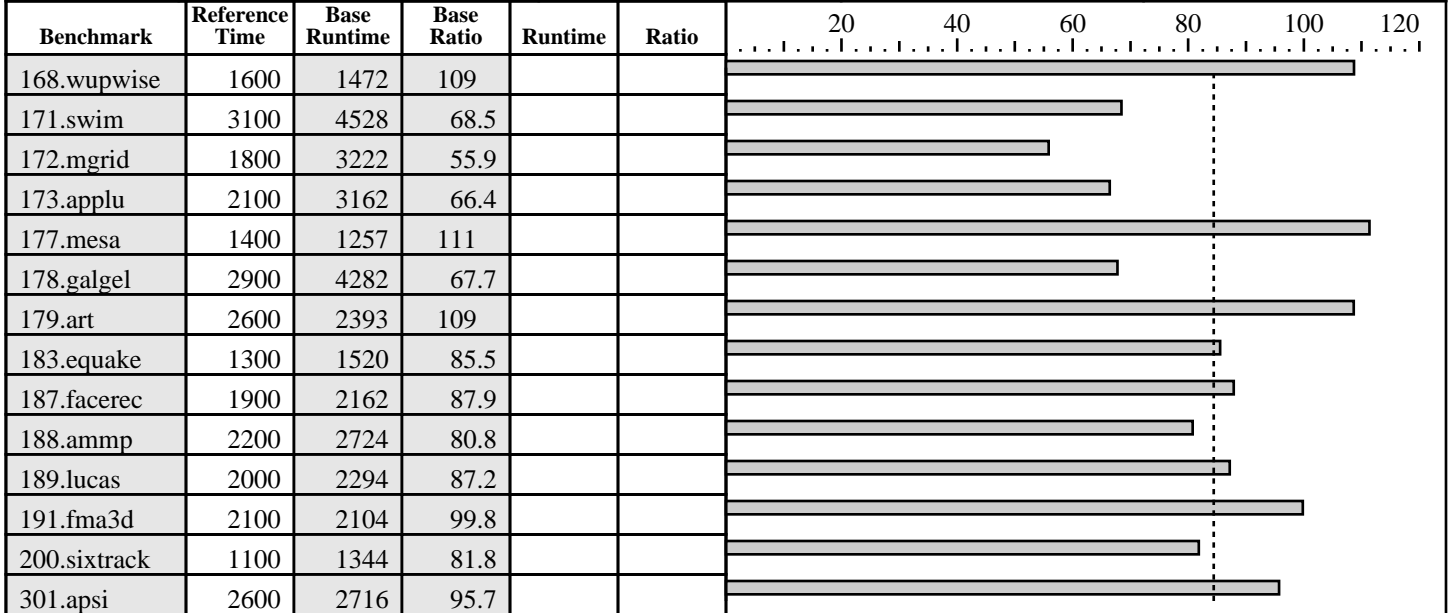 Benchmark Reference Time Base Runtime Base Ratio Runtime Ratio 20 40 60 80 100 120
168.wupwise 1600 1472 109
171.swim 3100 4528 68.5
172.mgrid 1800 3222 55.9
173.applu 2100 3162 66.4
177.mesa 1400 1257 111
178.galgel 2900 4282 67.7
179.art 2600 2393 109
183.equake 1300 1520 85.5
187.facerec 1900 2162 87.9
188.ammp 2200 2724 80.8
189.lucas 2000 2294 87.2
191.fma3d 2100 2104 99.8
200.sixtrack 1100 1344 81.8
301.apsi 2600 2716 95.7